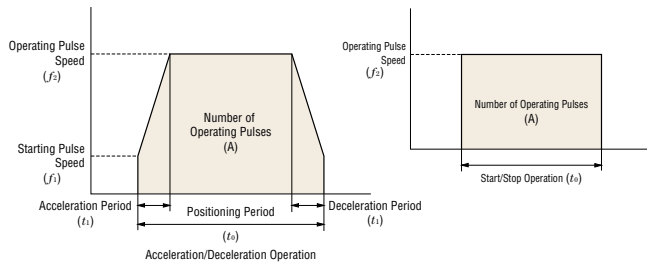 Operating Pulse
Speed
(f₂)
Starting Pulse
Speed
(f₁)
Number of
Operating Pulses
(A)
Acceleration Period
(t₁)
Positioning Period
(t₀)
Deceleration Period
(t₁)
Acceleration/Deceleration Operation
Operating Pulse
Speed
(f₂)
Number of Operating Pulses
(A)
Start/Stop Operation (t₀)